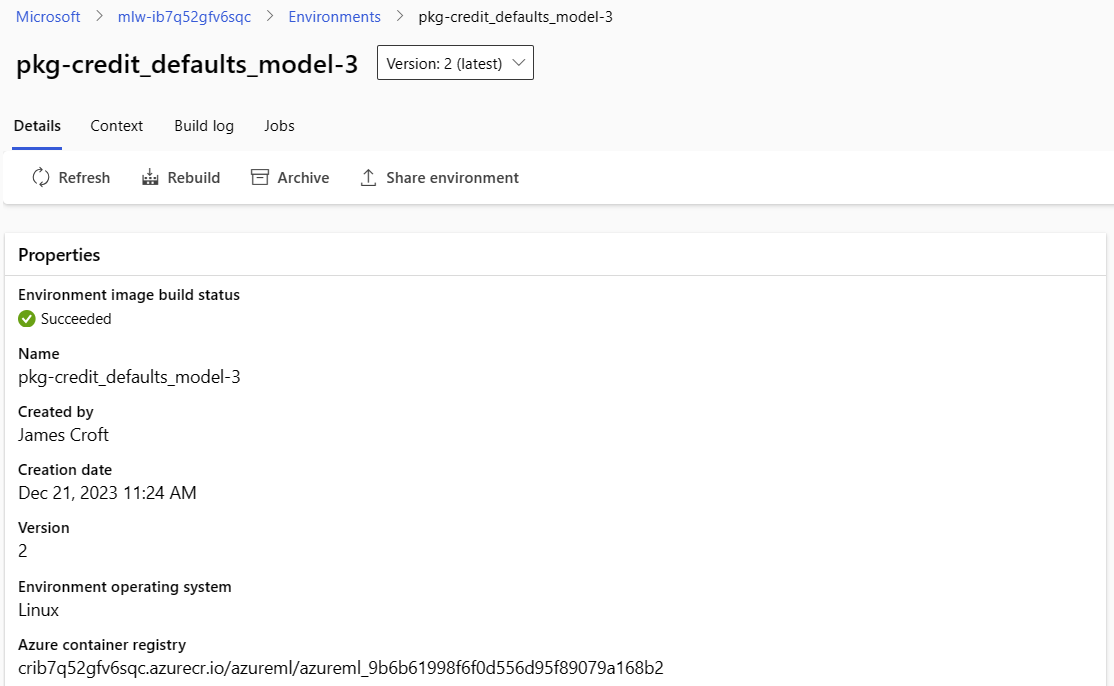 Microsoft > mlw-ib7q52gfv6sqc > Environments > pkg-credit_defaults_model-3
pkg-credit_defaults_model-3 Version: 2 (latest)
Details Context Build log Jobs
Refresh Rebuild Archive Share environment
Properties
Environment image build status
Succeeded
Name
pkg-credit_defaults_model-3
Created by
James Croft
Creation date
Dec 21, 2023 11:24 AM
Version
2
Environment operating system
Linux
Azure container registry
crib7q52gfv6sqc.azurecr.io/azureml/azureml_9b6b61998f6f0d556d95f89079a168b2